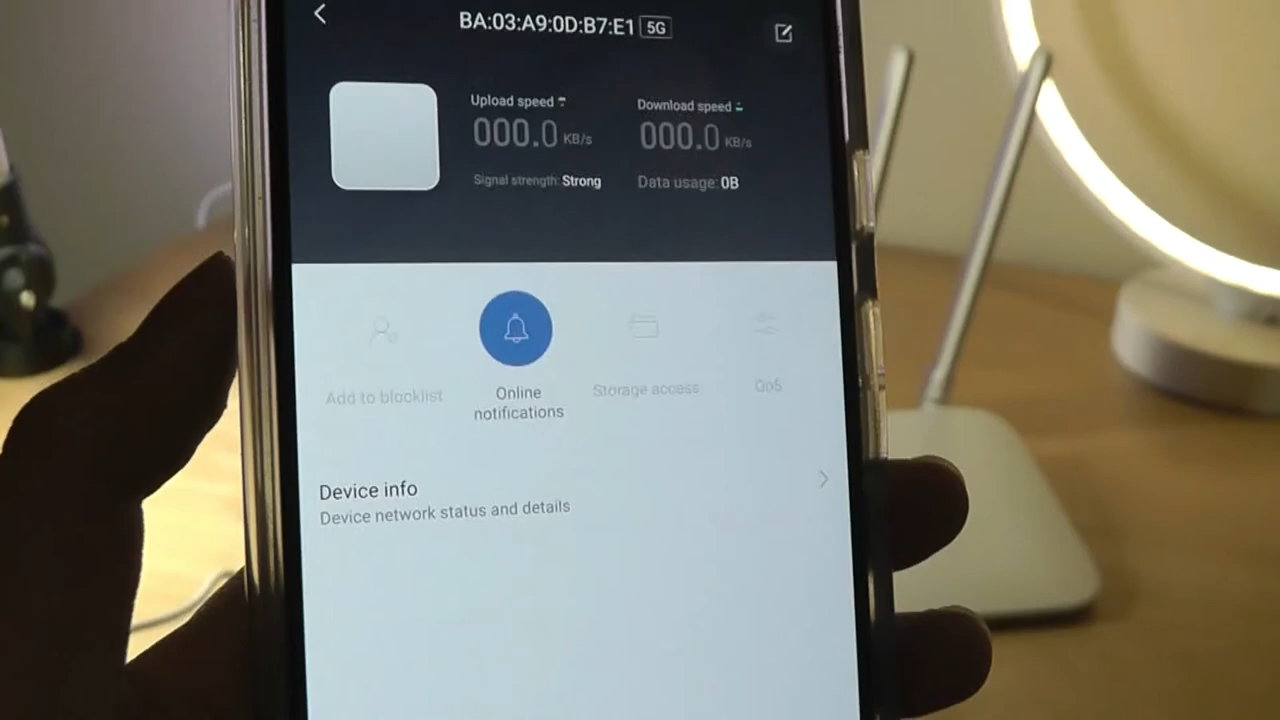 BA:03:A9:0D:B7:E1 5G
Upload speed
Download speed
000.0 KB/s
000.0 KB/s
Signal strength: Strong
Data usage: 0B
Add to blocklist
Online
notifications
Storage access
QoS
Device info
Device network status and details